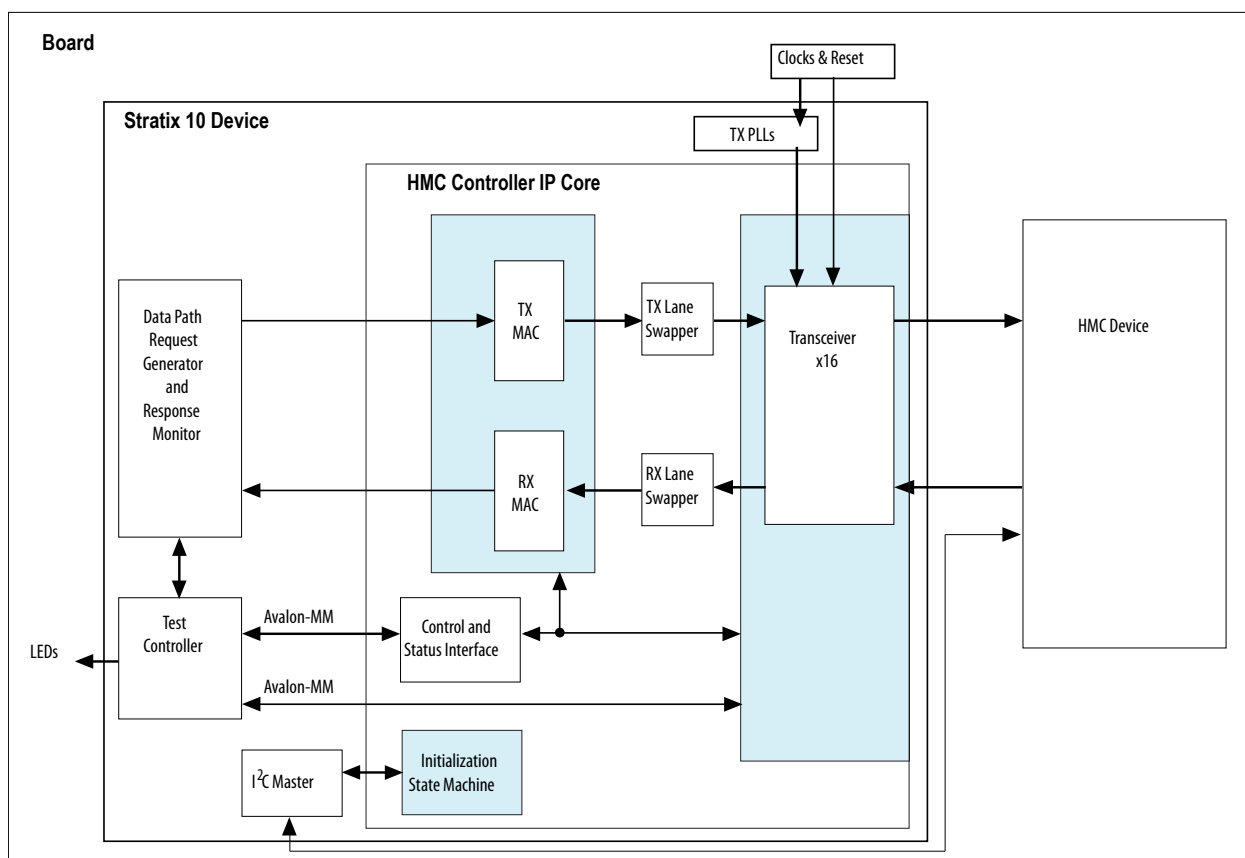 Board
Clocks & Reset
Stratix 10 Device
TX PLLs
HMC Controller IP Core
Data Path
Request
Generator
and
Response
Monitor
TX
MAC
TX Lane
Swapper
Transceiver
x16
HMC Device
RX
MAC
RX Lane
Swapper
Test
Controller
Avalon-MM
Control and
Status Interface
LEDs
Avalon-MM
I2C Master
Initialization
State Machine